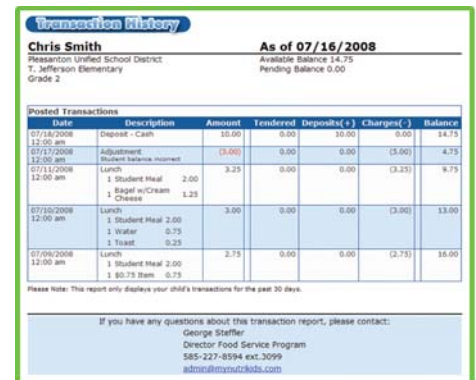 Transaction History
Chris Smith As of 07/16/2008
Pleasanton Unified School District Available Balance 14.75
T. Jefferson Elementary Pending Balance 0.00
Grade 2
Posted Transactions
Date Description Amount Tendered Deposits(+) Charges(-) Balance
07/18/2008 Deposit - Cash 10.00 0.00 10.00 0.00 14.75
12:00 am
07/17/2008 Adjustment (5.00) 0.00 0.00 (5.00) 4.75
12:00 am Student balance incorrect
07/11/2008 Lunch 3.25 0.00 0.00 (3.25) 9.75
12:00 am 1 Student Meal 2.00
1 Bagel w/Cream Cheese 1.25
07/10/2008 Lunch 3.00 0.00 0.00 (3.00) 13.00
12:00 am 1 Student Meal 2.00
1 Water 0.75
1 Toast 0.25
07/09/2008 Lunch 2.75 0.00 0.00 (2.75) 16.00
12:00 am 1 Student Meal 2.00
1 $0.75 Item 0.75
Please Note: This report only displays your child's transactions for the past 30 days.
If you have any questions about this transaction report, please contact:
George Steffler
Director Food Service Program
585-227-8594 ext.3099
admin@mynutrikids.com